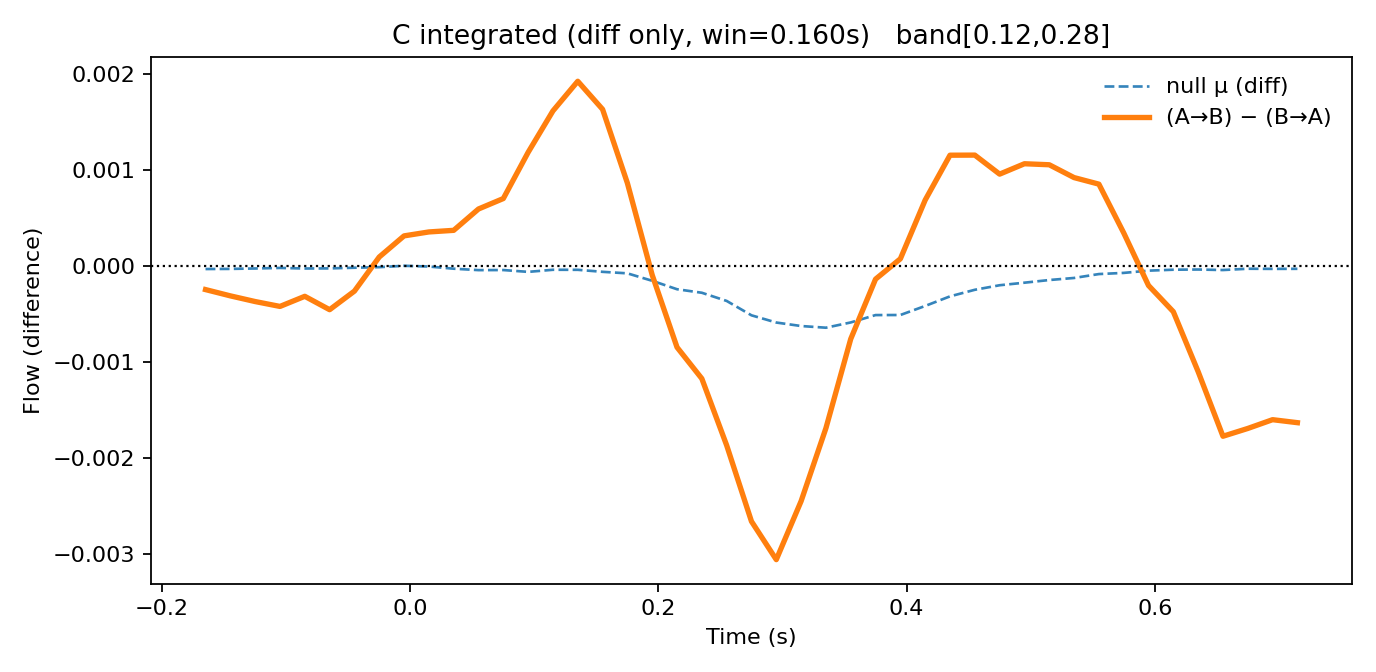 C integrated (diff only, win=0.160s)   band[0.12,0.28]
null μ (diff)
(A→B) − (B→A)
Flow (difference)
0.002
0.001
0.000
−0.001
−0.002
−0.003
−0.2
0.0
0.2
0.4
0.6
Time (s)